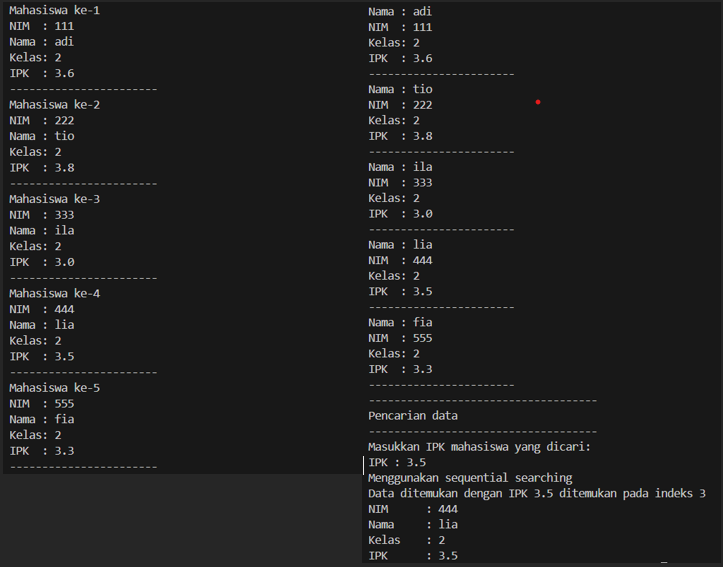 Mahasiswa ke-1
NIM  : 111
Nama : adi
Kelas: 2
IPK  : 3.6
-----------------------
Mahasiswa ke-2
NIM  : 222
Nama : tio
Kelas: 2
IPK  : 3.8
-----------------------
Mahasiswa ke-3
NIM  : 333
Nama : ila
Kelas: 2
IPK  : 3.0
-----------------------
Mahasiswa ke-4
NIM  : 444
Nama : lia
Kelas: 2
IPK  : 3.5
-----------------------
Mahasiswa ke-5
NIM  : 555
Nama : fia
Kelas: 2
IPK  : 3.3
-----------------------
Nama : adi
NIM  : 111
Kelas: 2
IPK  : 3.6
-----------------------
Nama : tio
NIM  : 222
Kelas: 2
IPK  : 3.8
-----------------------
Nama : ila
NIM  : 333
Kelas: 2
IPK  : 3.0
-----------------------
Nama : lia
NIM  : 444
Kelas: 2
IPK  : 3.5
-----------------------
Nama : fia
NIM  : 555
Kelas: 2
IPK  : 3.3
-----------------------
------------------------------------
Pencarian data
------------------------------------
Masukkan IPK mahasiswa yang dicari:
IPK : 3.5
Menggunakan sequential searching
Data ditemukan dengan IPK 3.5 ditemukan pada indeks 3
NIM      : 444
Nama     : lia
Kelas    : 2
IPK      : 3.5